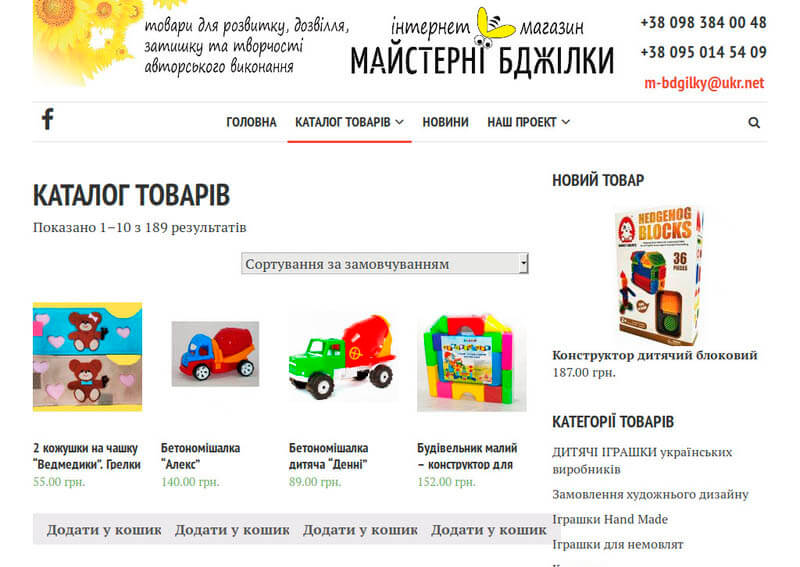 товари для розвитку, дозвілля,
затишку та творчості
авторського виконання
інтернет магазин
МАЙСТЕРНІ БДЖІЛКИ
+38 098 384 00 48
+38 095 014 54 09
m-bdgilky@ukr.net
ГОЛОВНА КАТАЛОГ ТОВАРІВ НОВИНИ НАШ ПРОЕКТ
КАТАЛОГ ТОВАРІВ
Показано 1–10 з 189 результатів
Сортування за замовчуванням
2 кожушки на чашку
“Ведмедики”. Грелки
55.00 грн.
Додати у кошик
Бетономішалка
“Алекс”
140.00 грн.
Додати у кошик
Бетономішалка
дитяча “Денні”
89.00 грн.
Додати у кошик
Будівельник малий
– конструктор для
152.00 грн.
Додати у кошик
НОВИЙ ТОВАР
HEDGEHOG
BLOCKS
36
PIECES
Конструктор дитячий блоковий
187.00 грн.
КАТЕГОРІЇ ТОВАРІВ
ДИТЯЧІ ІГРАШКИ українських
виробників
Замовлення художнього дизайну
Іграшки Hand Made
Іграшки для немовлят